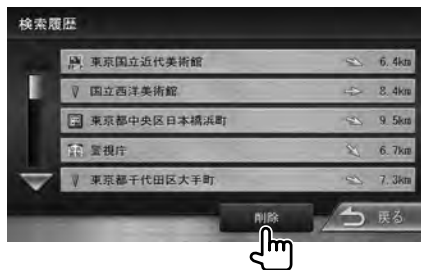 検索履歴
東京国立近代美術館 6.4km
国立西洋美術館 8.4km
東京都中央区日本橋浜町 9.5km
警視庁 6.7km
東京都千代田区大手町 7.3km
削除 戻る